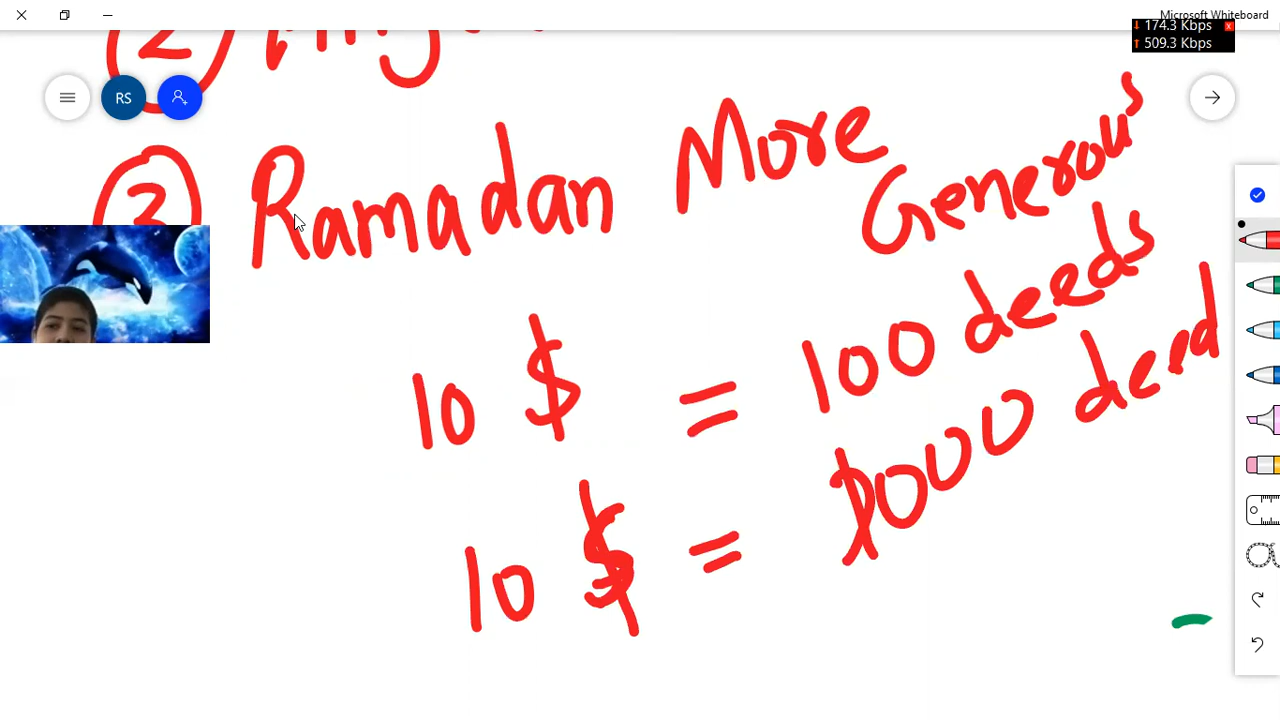 Microsoft Whiteboard
↓ 174.3 Kbps x
↑ 509.3 Kbps
RS
2
3 Ramadan More Generous
10 $ = 100 deeds
10 $ = 1000 deed